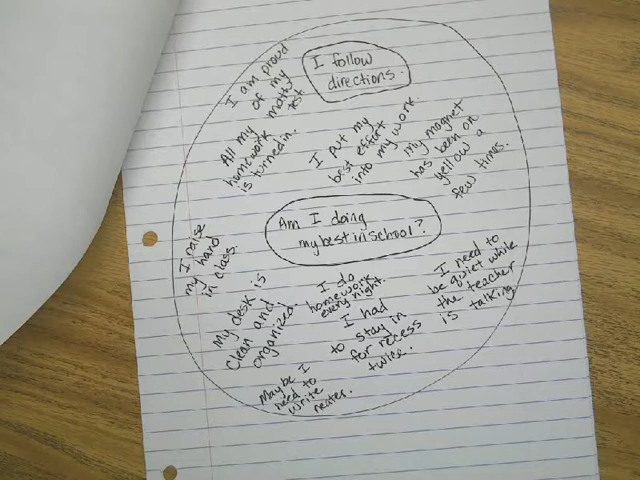 I follow
directions.
I am proud
of my
math
test
All my
homework
is turned in.
I put my
best effort
into my work.
My magnet
has been on
yellow a
few times.
Am I doing
my best in school?
I raise
my hand
in class.
My desk is
clean and
organized.
I do
homework
every night.
I had
to stay in
for recess
twice.
I need to
be quiet while
the teacher
is talking
Maybe I
need to
write
neater.